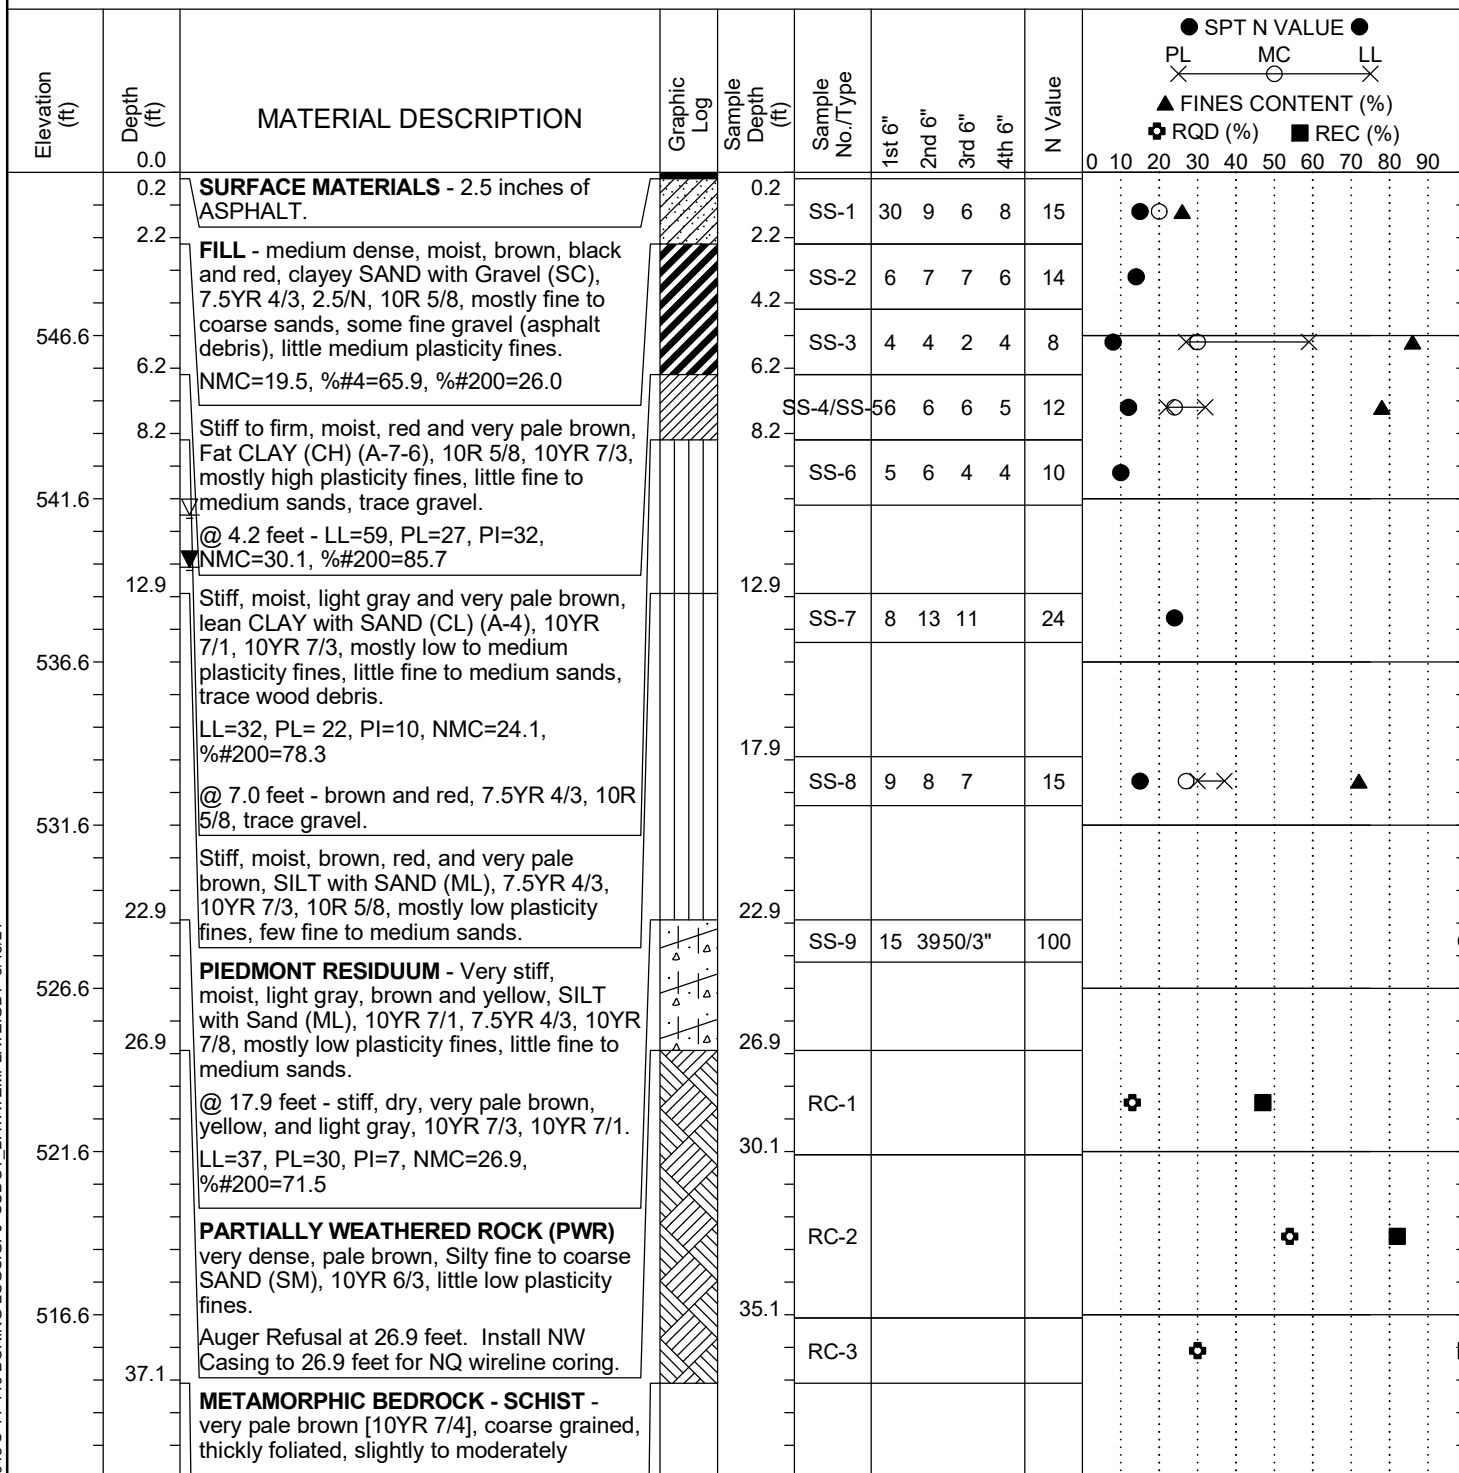 ● SPT N VALUE ●
PL MC LL
▲ FINES CONTENT (%)
RQD (%) ■ REC (%)
0 10 20 30 40 50 60 70 80 90
Elevation (ft)
Depth (ft)
0.0
MATERIAL DESCRIPTION
Graphic Log
Sample Depth (ft)
Sample No./Type
1st 6"
2nd 6"
3rd 6"
4th 6"
N Value
0.2
SURFACE MATERIALS - 2.5 inches of
ASPHALT.
0.2
SS-1 30 9 6 8 15
2.2
2.2
FILL - medium dense, moist, brown, black
and red, clayey SAND with Gravel (SC),
7.5YR 4/3, 2.5/N, 10R 5/8, mostly fine to
coarse sands, some fine gravel (asphalt
debris), little medium plasticity fines.
NMC=19.5, %#4=65.9, %#200=26.0
SS-2 6 7 7 6 14
4.2
546.6
SS-3 4 4 2 4 8
6.2
6.2
SS-4/SS-5 6 6 6 5 12
8.2
8.2
Stiff to firm, moist, red and very pale brown,
Fat CLAY (CH) (A-7-6), 10R 5/8, 10YR 7/3,
mostly high plasticity fines, little fine to
medium sands, trace gravel.
@ 4.2 feet - LL=59, PL=27, PI=32,
NMC=30.1, %#200=85.7
SS-6 5 6 4 4 10
541.6
12.9
12.9
Stiff, moist, light gray and very pale brown,
lean CLAY with SAND (CL) (A-4), 10YR
7/1, 10YR 7/3, mostly low to medium
plasticity fines, little fine to medium sands,
trace wood debris.
LL=32, PL= 22, PI=10, NMC=24.1,
%#200=78.3
@ 7.0 feet - brown and red, 7.5YR 4/3, 10R
5/8, trace gravel.
SS-7 8 13 11 24
536.6
17.9
SS-8 9 8 7 15
531.6
Stiff, moist, brown, red, and very pale
brown, SILT with SAND (ML), 7.5YR 4/3,
10YR 7/3, 10R 5/8, mostly low plasticity
fines, few fine to medium sands.
22.9
22.9
SS-9 15 39 50/3" 100
PIEDMONT RESIDUUM - Very stiff,
moist, light gray, brown and yellow, SILT
with Sand (ML), 10YR 7/1, 7.5YR 4/3, 10YR
7/8, mostly low plasticity fines, little fine to
medium sands.
@ 17.9 feet - stiff, dry, very pale brown,
yellow, and light gray, 10YR 7/3, 10YR 7/1.
LL=37, PL=30, PI=7, NMC=26.9,
%#200=71.5
526.6
26.9
26.9
RC-1
521.6
30.1
PARTIALLY WEATHERED ROCK (PWR)
very dense, pale brown, Silty fine to coarse
SAND (SM), 10YR 6/3, little low plasticity
fines.
Auger Refusal at 26.9 feet. Install NW
Casing to 26.9 feet for NQ wireline coring.
RC-2
516.6
35.1
RC-3
37.1
METAMORPHIC BEDROCK - SCHIST -
very pale brown [10YR 7/4], coarse grained,
thickly foliated, slightly to moderately